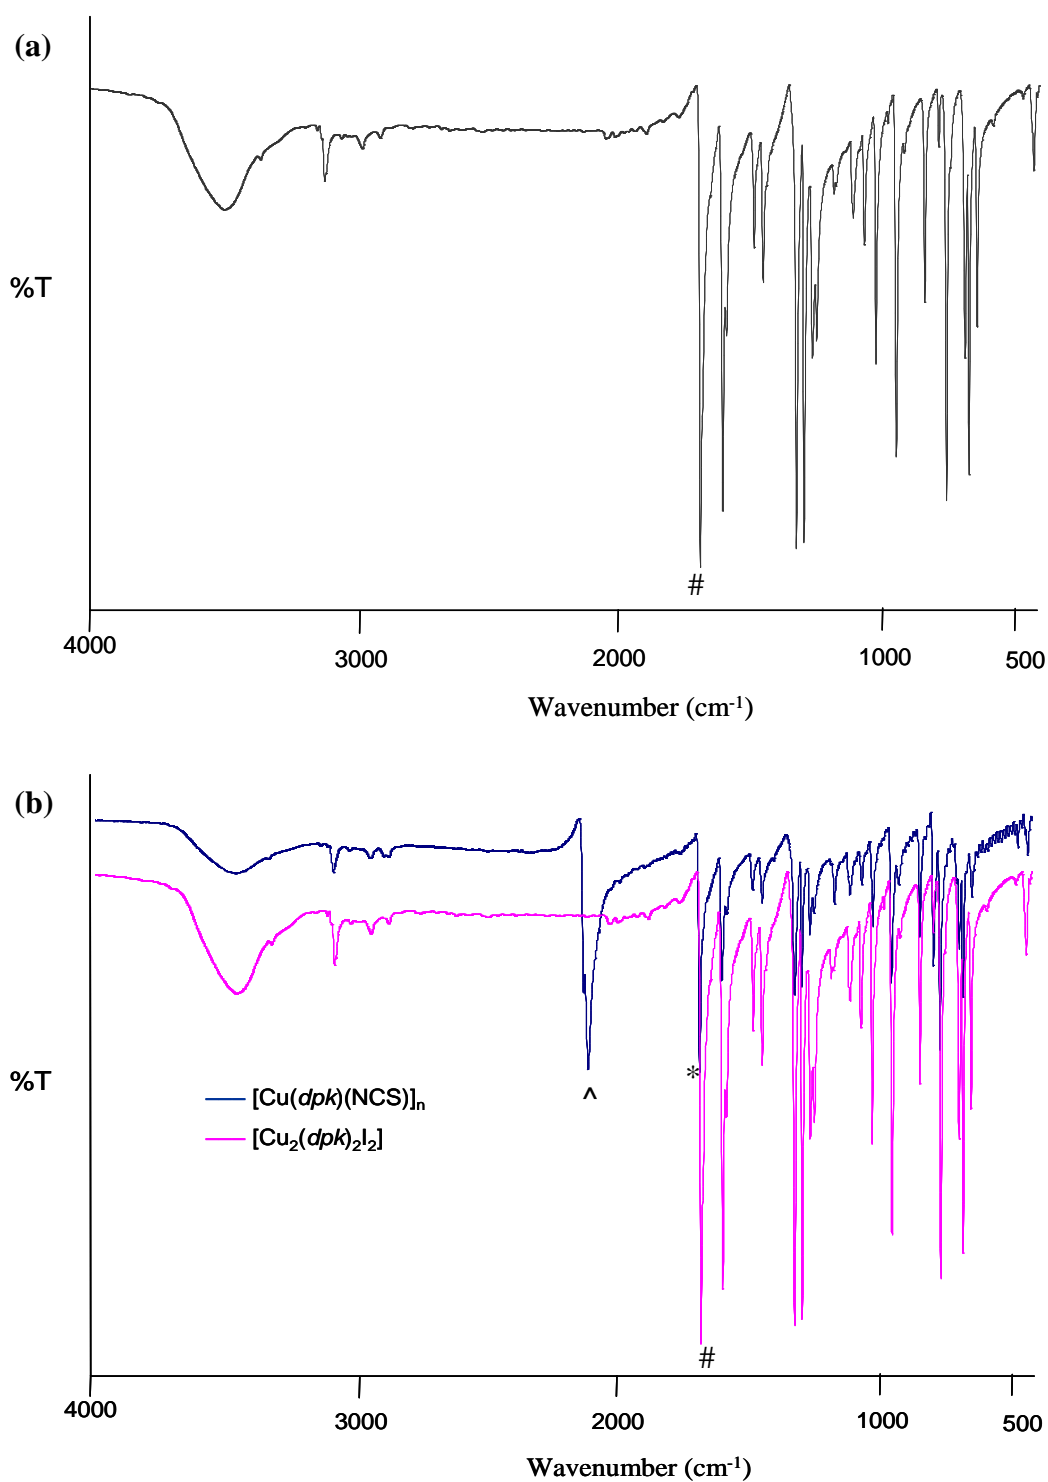 (a)
%T
#
4000 3000 2000 1000 500
Wavenumber (cm⁻¹)
(b)
%T
* ^
[Cu(dpk)(NCS)]ₙ
[Cu₂(dpk)₂I₂]
#
4000 3000 2000 1000 500
Wavenumber (cm⁻¹)